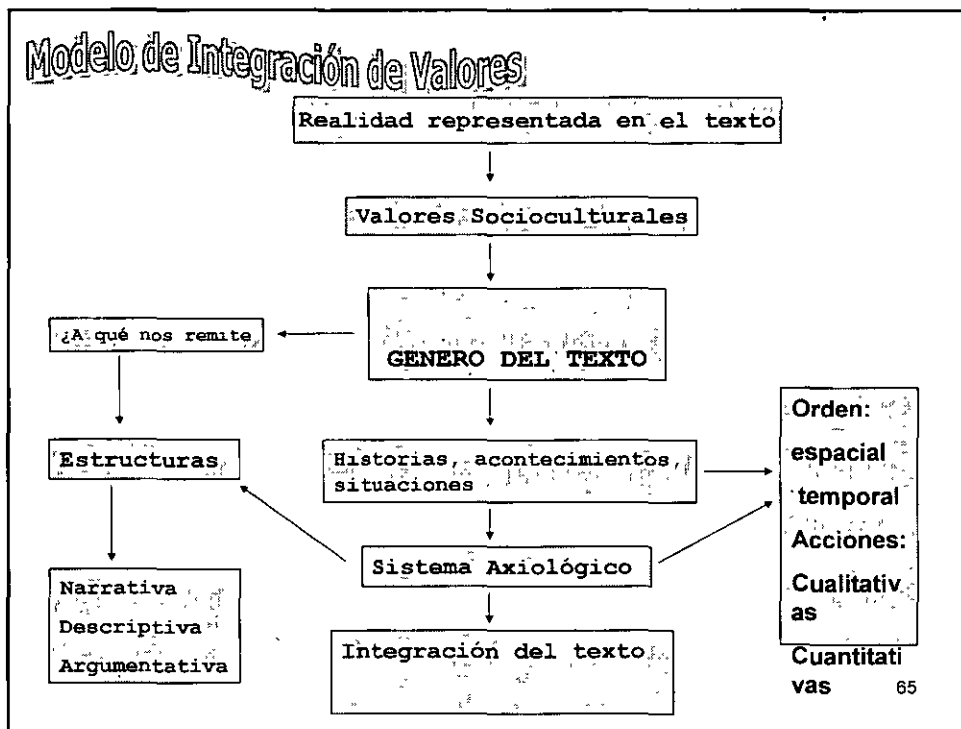 Modelo de Integración de Valores
Realidad representada en el texto
Valores Socioculturales
GENERO DEL TEXTO
¿A qué nos remite
Estructuras
Narrativa
Descriptiva
Argumentativa
Historias, acontecimientos,
situaciones
Sistema Axiológico
Integración del texto
Orden:
espacial
temporal
Acciones:
Cualitativ
as
Cuantitati
vas
65